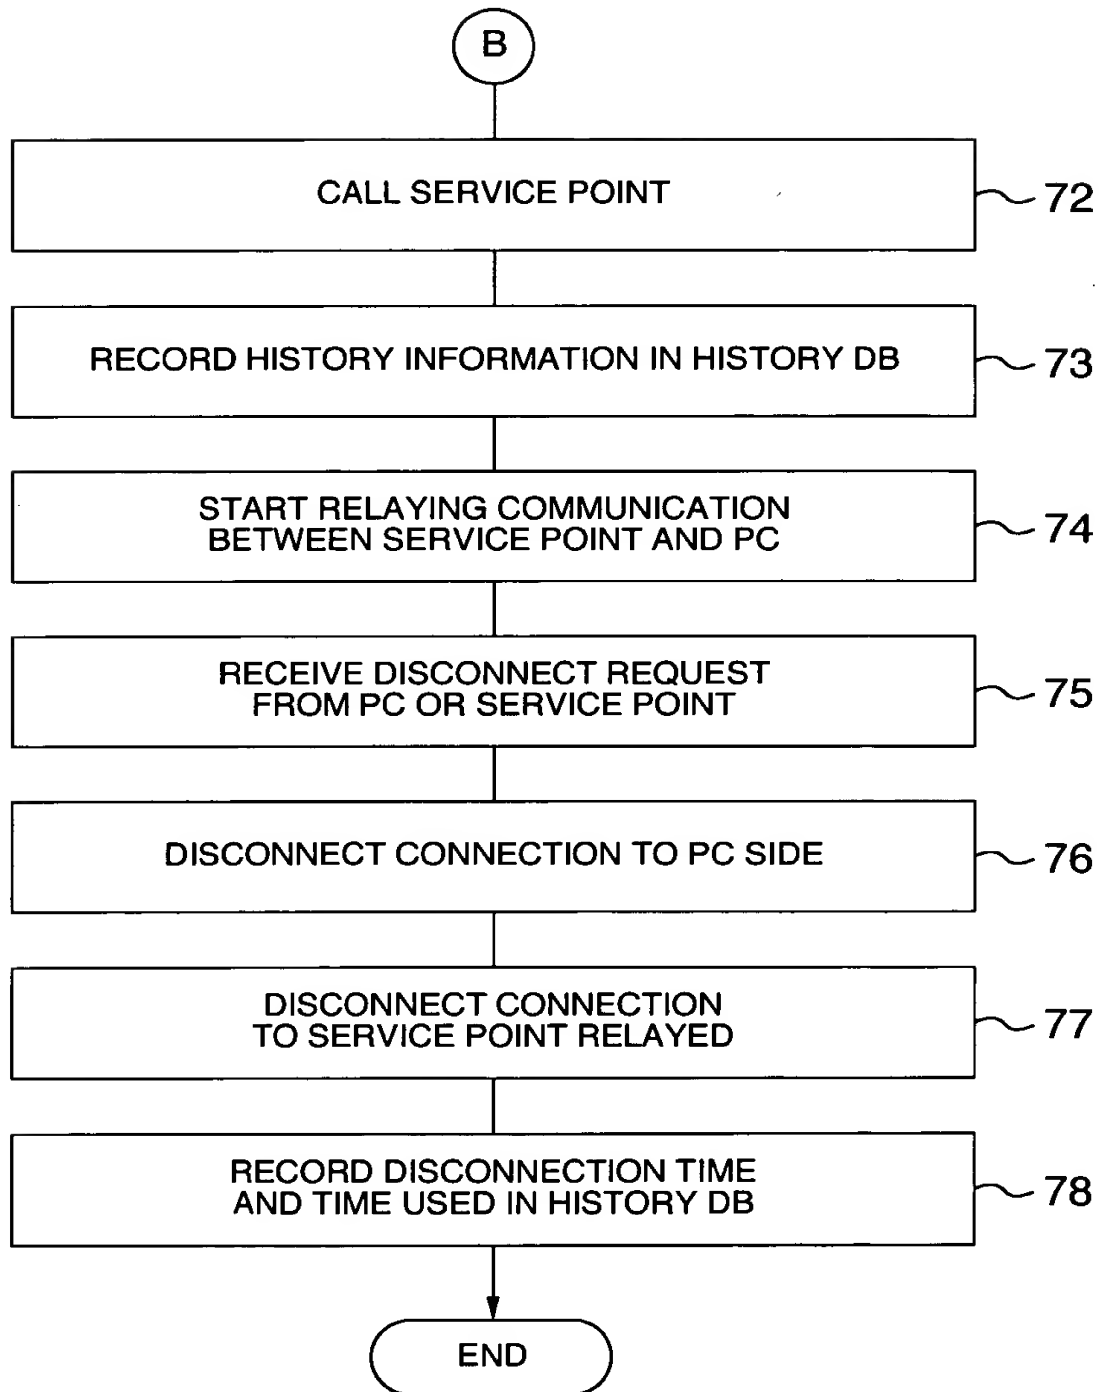 B
CALL SERVICE POINT
72
RECORD HISTORY INFORMATION IN HISTORY DB
73
START RELAYING COMMUNICATION
BETWEEN SERVICE POINT AND PC
74
RECEIVE DISCONNECT REQUEST
FROM PC OR SERVICE POINT
75
DISCONNECT CONNECTION TO PC SIDE
76
DISCONNECT CONNECTION
TO SERVICE POINT RELAYED
77
RECORD DISCONNECTION TIME
AND TIME USED IN HISTORY DB
78
END